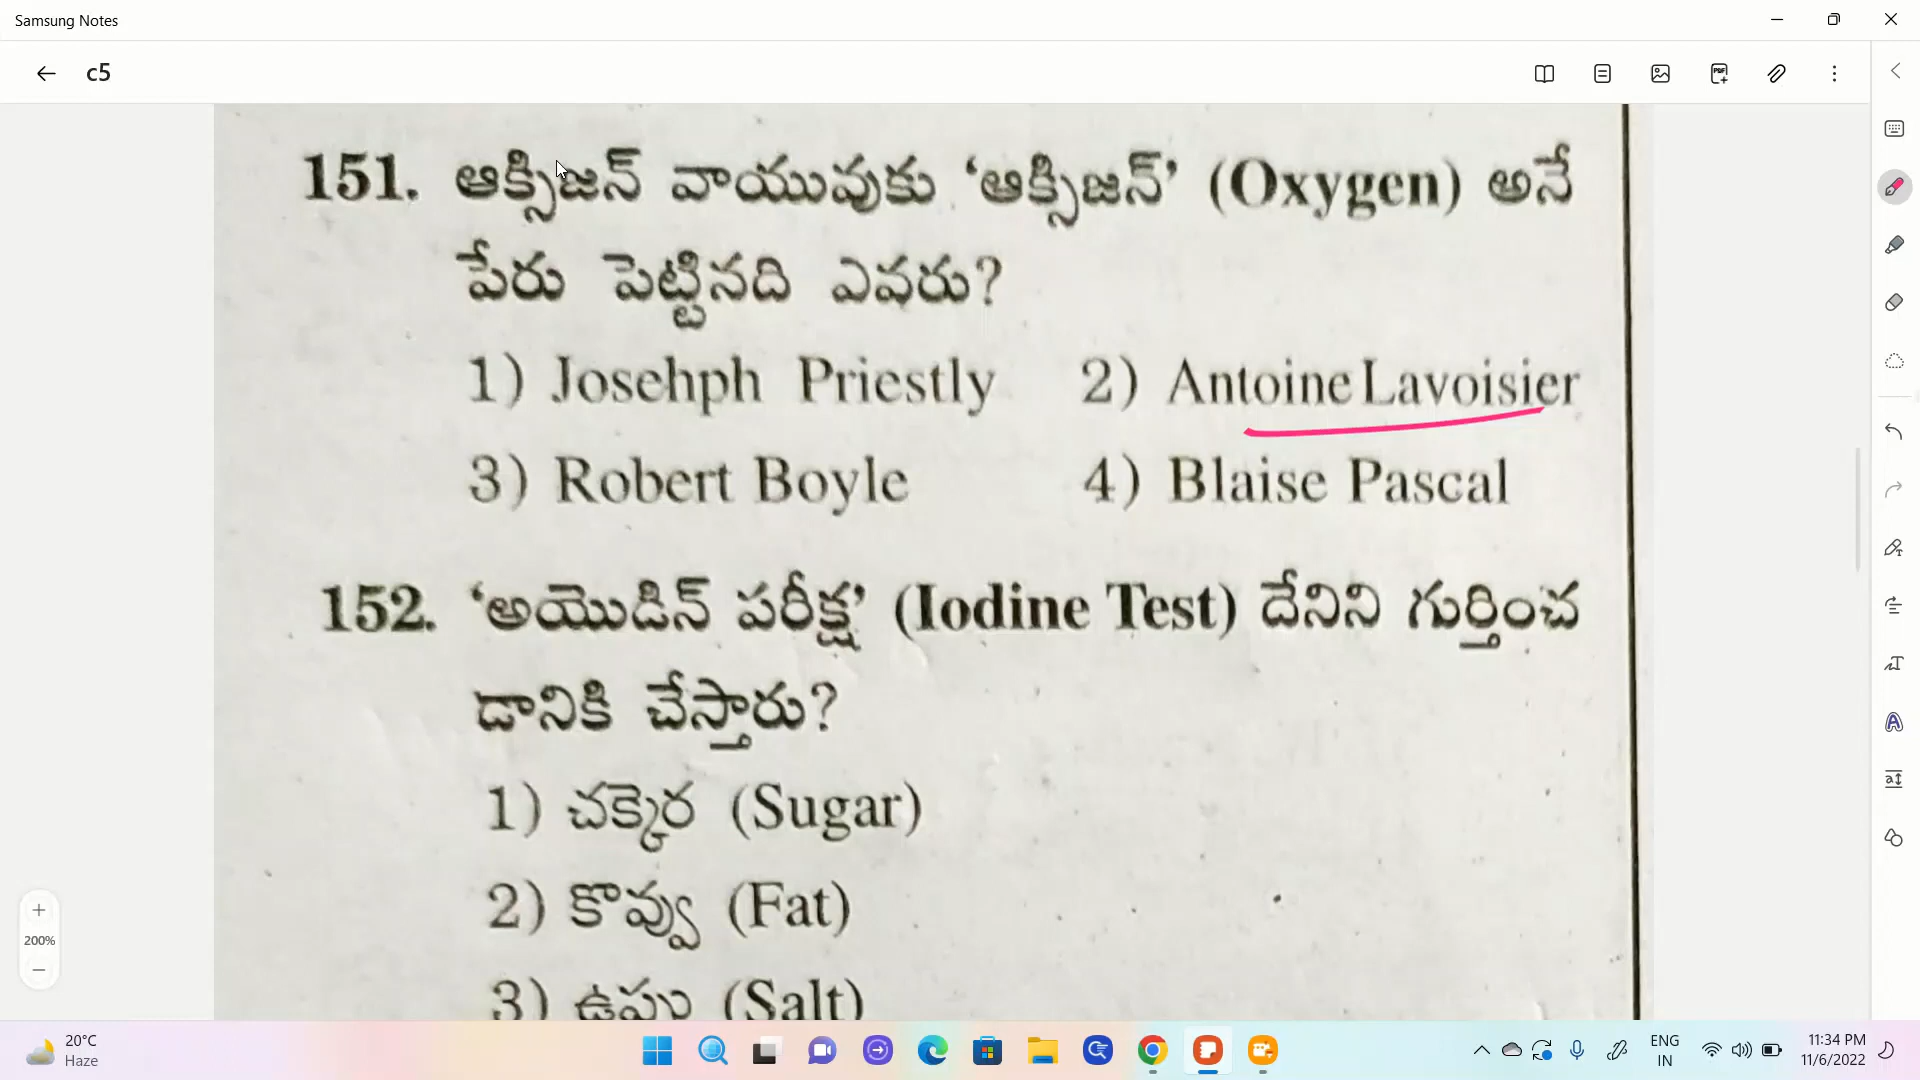 Samsung Notes
c5
151. ఆక్సిజన్ వాయువుకు ‘ఆక్సిజన్’ (Oxygen) అనే
పేరు పెట్టినది ఎవరు?
1) Josehph Priestly 2) Antoine Lavoisier
3) Robert Boyle 4) Blaise Pascal
152. ‘అయొడిన్ పరీక్ష’ (Iodine Test) దేనిని గుర్తించ
డానికి చేస్తారు?
1) చక్కెర (Sugar)
2) కొవ్వు (Fat)
3) ఉప్పు (Salt)
200%
20°C
Haze
ENG
IN
11:34 PM
11/6/2022